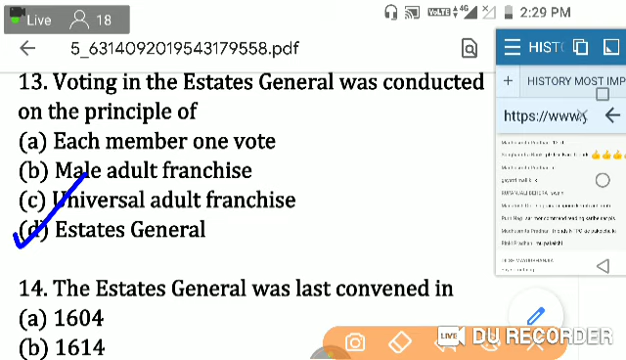 Live 18
4G 2:29 PM
5_6314092019543179558.pdf
HIST
HISTORY MOST IMP
https://www.
13. Voting in the Estates General was conducted
on the principle of
(a) Each member one vote
(b) Male adult franchise
(c) Universal adult franchise
(d) Estates General
14. The Estates General was last convened in
(a) 1604
(b) 1614
LIVE DU RECORDER